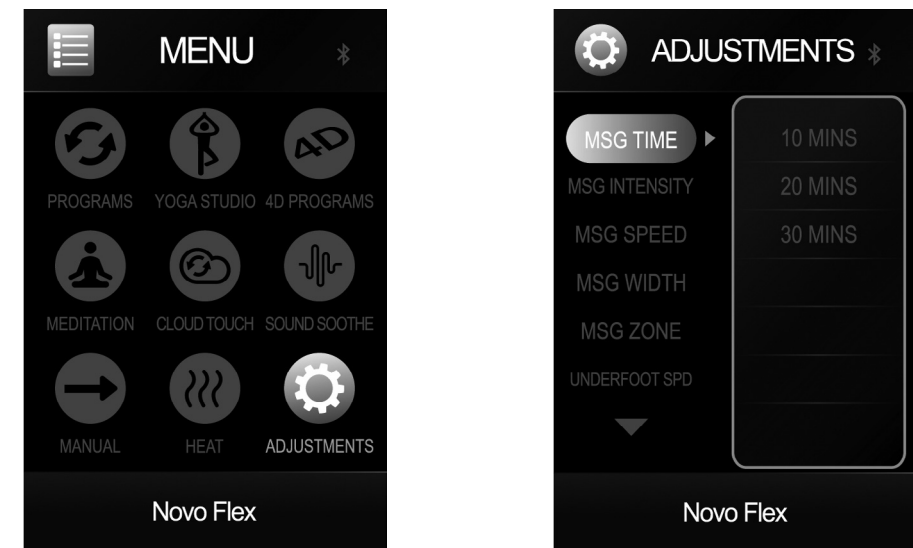 MENU
PROGRAMS YOGA STUDIO 4D PROGRAMS
4D
MEDITATION CLOUD TOUCH SOUND SOOTHE
MANUAL HEAT ADJUSTMENTS
Novo Flex
ADJUSTMENTS
MSG TIME
MSG INTENSITY
MSG SPEED
MSG WIDTH
MSG ZONE
UNDERFOOT SPD
10 MINS
20 MINS
30 MINS
Novo Flex